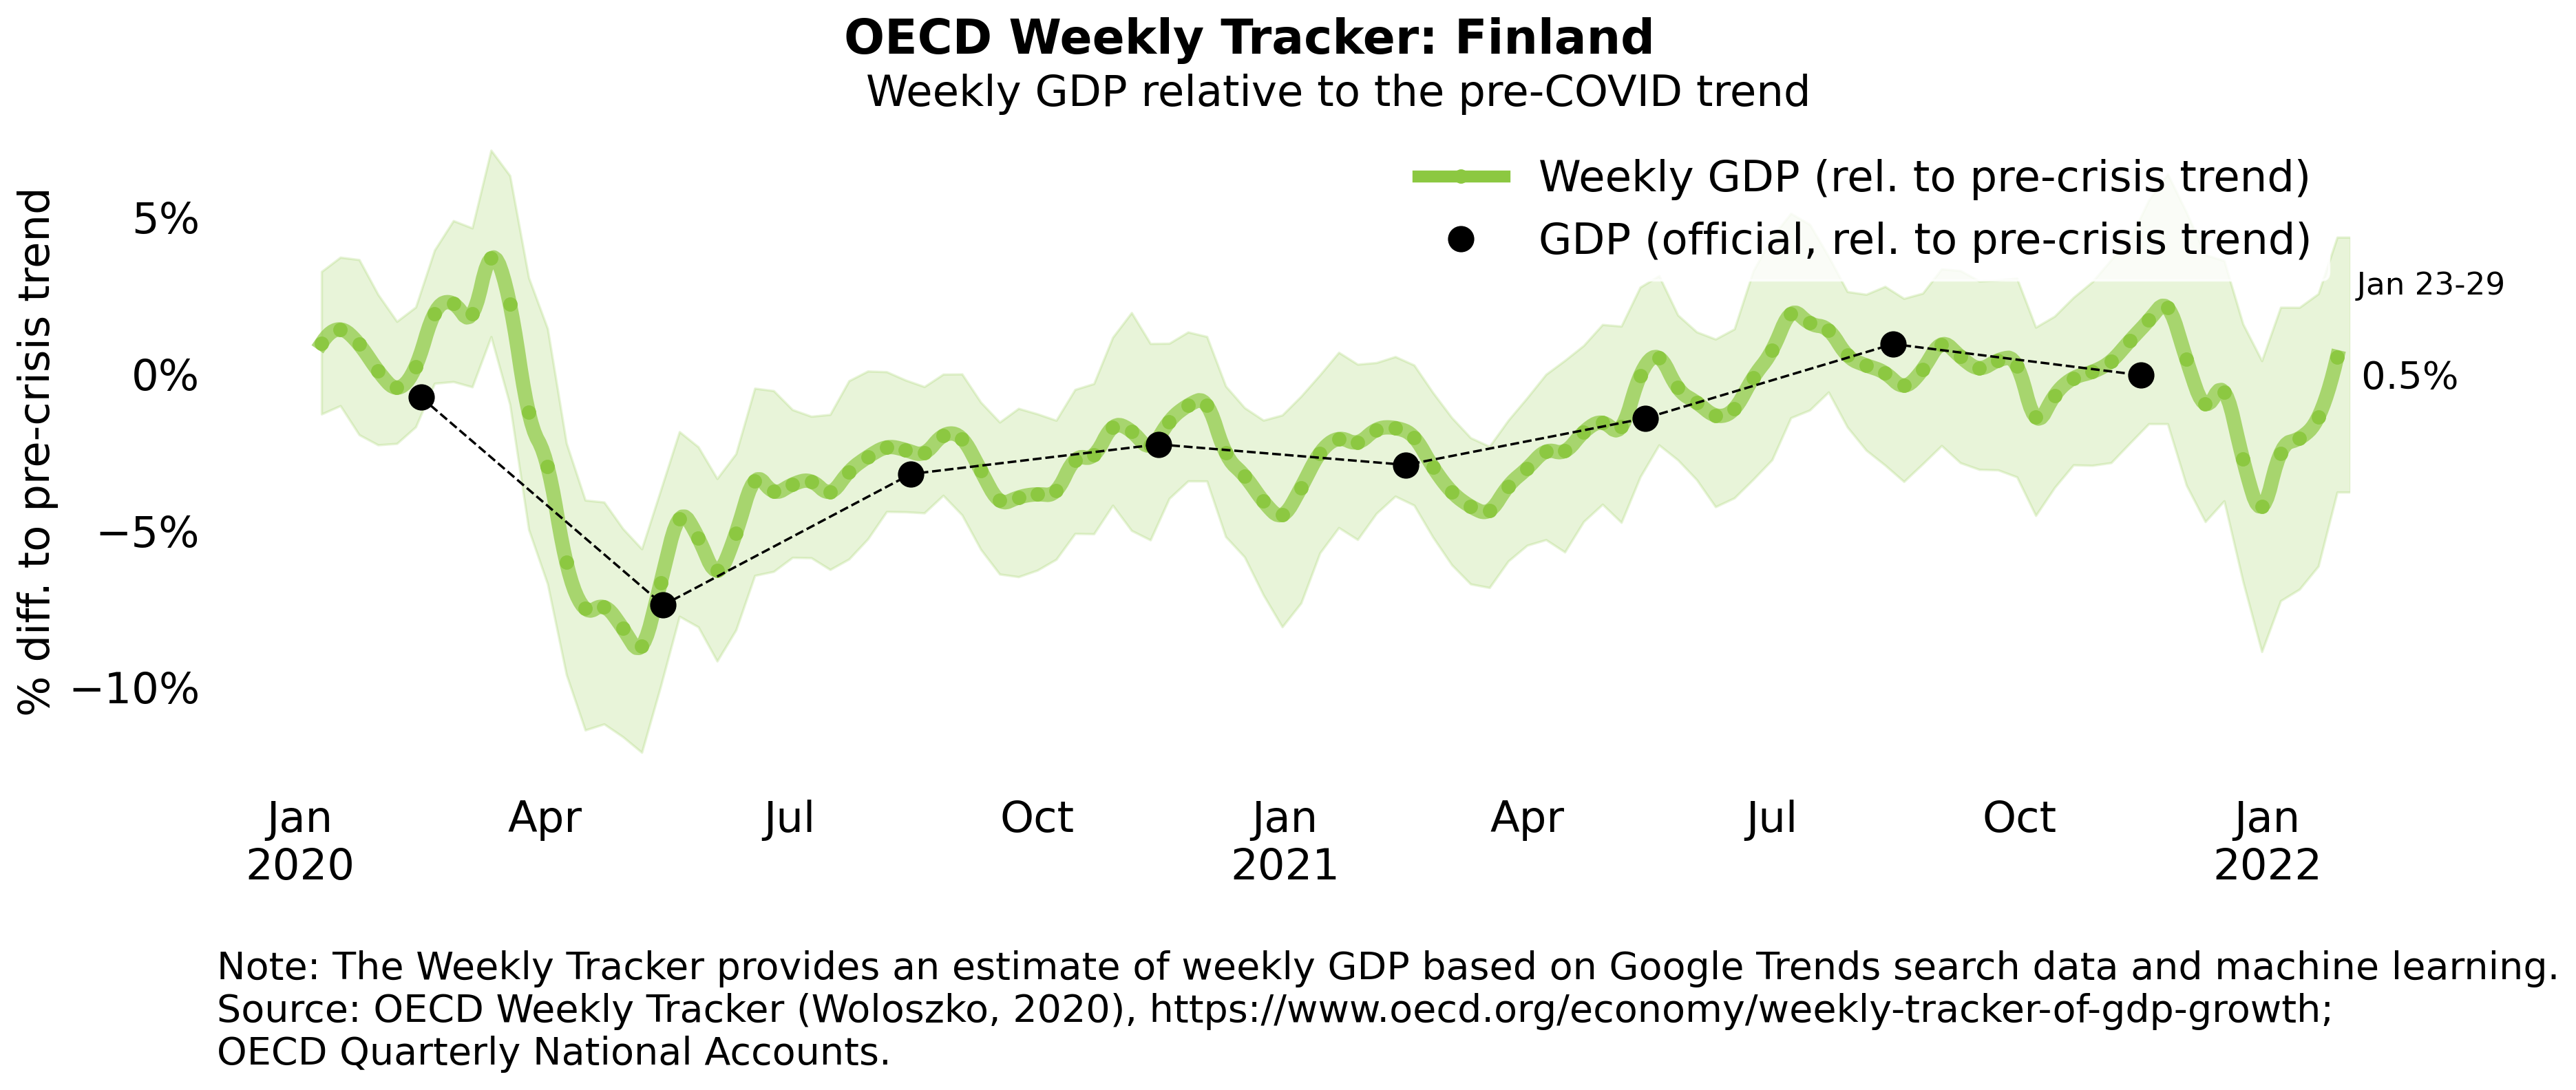 OECD Weekly Tracker: Finland
Weekly GDP relative to the pre-COVID trend
Weekly GDP (rel. to pre-crisis trend)
GDP (official, rel. to pre-crisis trend)
% diff. to pre-crisis trend
5%
0%
−5%
−10%
Jan 23-29
0.5%
Jan Apr Jul Oct Jan Apr Jul Oct Jan
2020 2021 2022
Note: The Weekly Tracker provides an estimate of weekly GDP based on Google Trends search data and machine learning.
Source: OECD Weekly Tracker (Woloszko, 2020), https://www.oecd.org/economy/weekly-tracker-of-gdp-growth;
OECD Quarterly National Accounts.